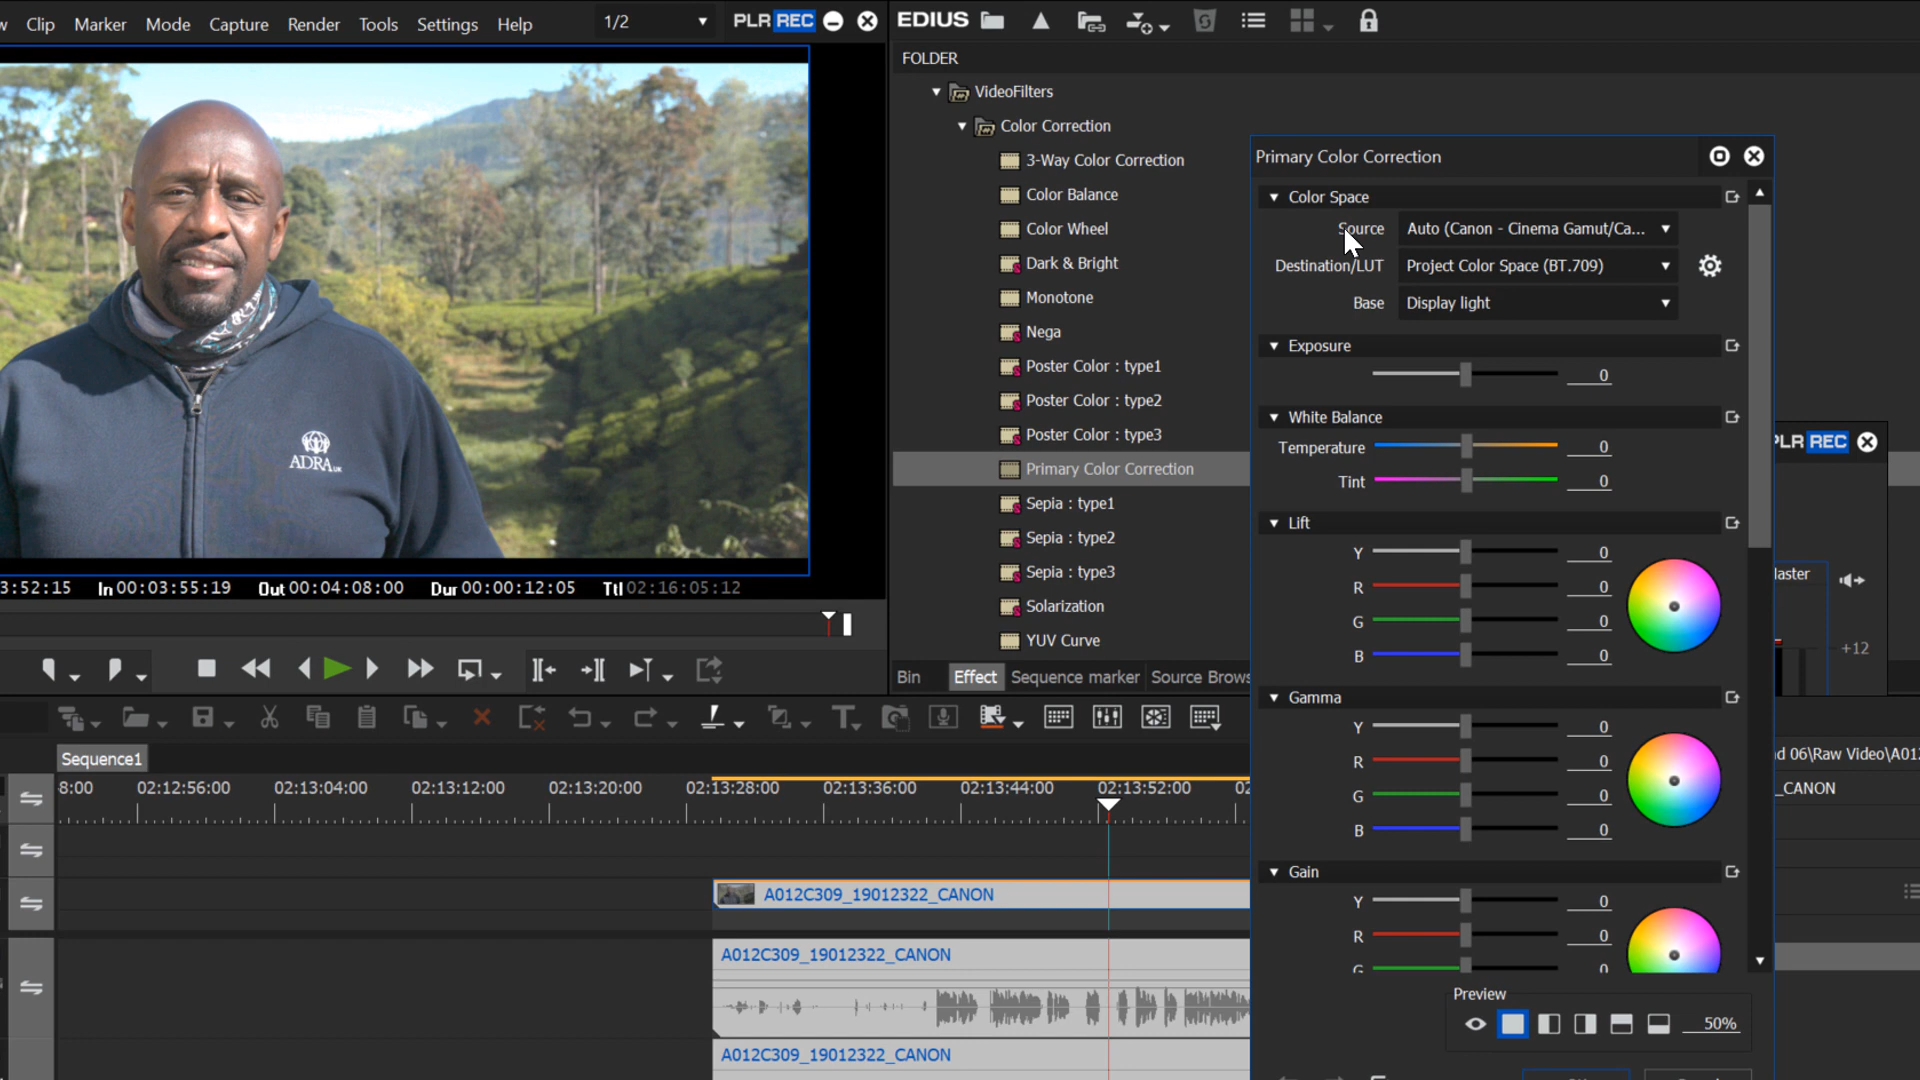 Clip Marker Mode Capture Render Tools Settings Help 1/2 PLR REC
EDIUS
FOLDER
VideoFilters
Color Correction
3-Way Color Correction
Color Balance
Color Wheel
Dark & Bright
Monotone
Nega
Poster Color : type1
Poster Color : type2
Poster Color : type3
Primary Color Correction
Sepia : type1
Sepia : type2
Sepia : type3
Solarization
YUV Curve
Bin Effect Sequence marker Source Brows
ADRA UK
3:52:15 In 00:03:55:19 Out 00:04:08:00 Dur 00:00:12:05 Ttl 02:16:05:12
Primary Color Correction
Color Space
Source Auto (Canon - Cinema Gamut/Ca...
Destination/LUT Project Color Space (BT.709)
Base Display light
Exposure
0
White Balance
Temperature 0
Tint 0
Lift
Y 0
R 0
G 0
B 0
Gamma
Y 0
R 0
G 0
B 0
Gain
Y 0
R 0
G 0
Preview
50%
PLR REC
+12
d 06\Raw Video\A012
_CANON
Sequence1
8:00 02:12:56:00 02:13:04:00 02:13:12:00 02:13:20:00 02:13:28:00 02:13:36:00 02:13:44:00 02:13:52:00
A012C309_19012322_CANON
A012C309_19012322_CANON
A012C309_19012322_CANON